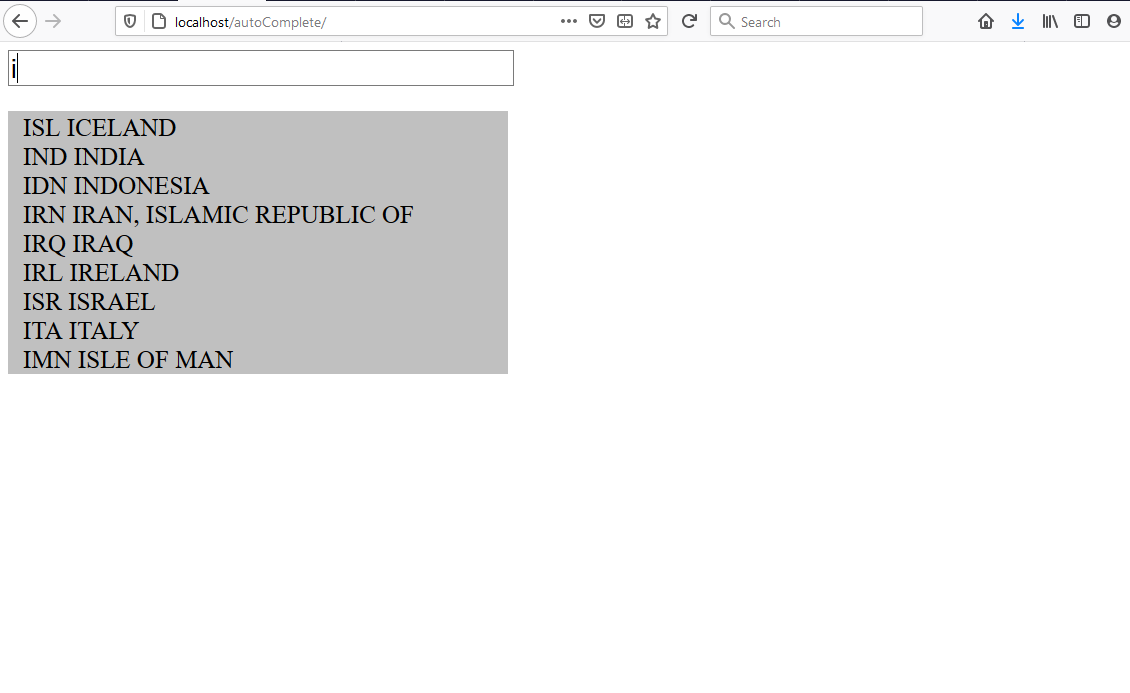 localhost/autoComplete/
Search
i
ISL ICELAND
IND INDIA
IDN INDONESIA
IRN IRAN, ISLAMIC REPUBLIC OF
IRQ IRAQ
IRL IRELAND
ISR ISRAEL
ITA ITALY
IMN ISLE OF MAN